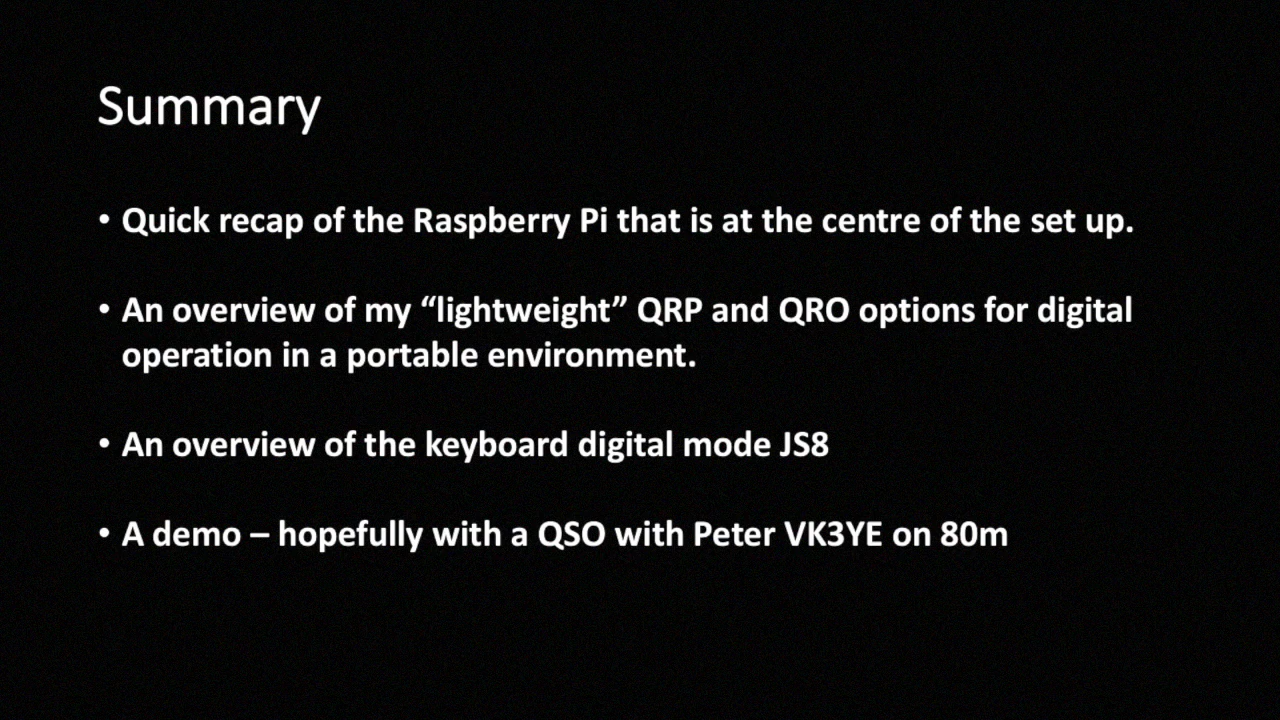 Summary
• Quick recap of the Raspberry Pi that is at the centre of the set up.
• An overview of my “lightweight” QRP and QRO options for digital
operation in a portable environment.
• An overview of the keyboard digital mode JS8
• A demo – hopefully with a QSO with Peter VK3YE on 80m